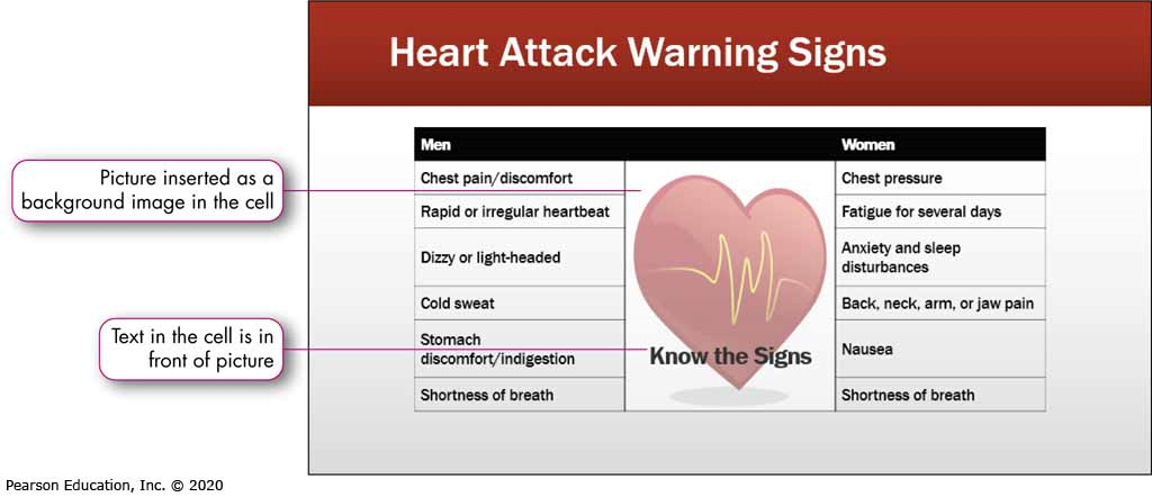 Heart Attack Warning Signs
Men Women
Picture inserted as a
background image in the cell
Chest pain/discomfort Chest pressure
Rapid or irregular heartbeat Fatigue for several days
Dizzy or light-headed
Anxiety and sleep
disturbances
Cold sweat Back, neck, arm, or jaw pain
Text in the cell is in
front of picture
Stomach
discomfort/indigestion
Know the Signs
Nausea
Shortness of breath Shortness of breath
Pearson Education, Inc. © 2020